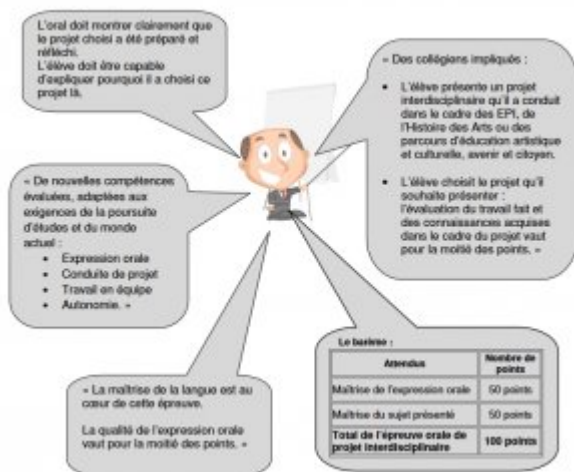 L'oral doit montrer clairement que
le projet choisi a été préparé et
réfléchi.
L'élève doit être capable
d'expliquer pourquoi il a choisi ce
projet là.
« Des collégiens impliqués :
• L'élève présente un projet
interdisciplinaire qu'il a conduit
dans le cadre des EPI, de
l'Histoire des Arts ou des
parcours d'éducation artistique
et culturelle, avenir et citoyen.
• L'élève choisit le projet qu'il
souhaite présenter :
l'évaluation du travail fait et
des connaissances acquises
dans le cadre du projet vaut
pour la moitié des points. »
« De nouvelles compétences
évaluées, adaptées aux
exigences de la poursuite
d'études et du monde
actuel :
• Expression orale
• Conduite de projet
• Travail en équipe
• Autonomie. »
« La maîtrise de la langue est au
cœur de cette épreuve.
La qualité de l'expression orale
vaut pour la moitié des points. »
Le barème :
Attendus Nombre de
points
Maîtrise de l'expression orale 50 points
Maîtrise du sujet présenté 50 points
Total de l'épreuve orale de
projet interdisciplinaire 100 points